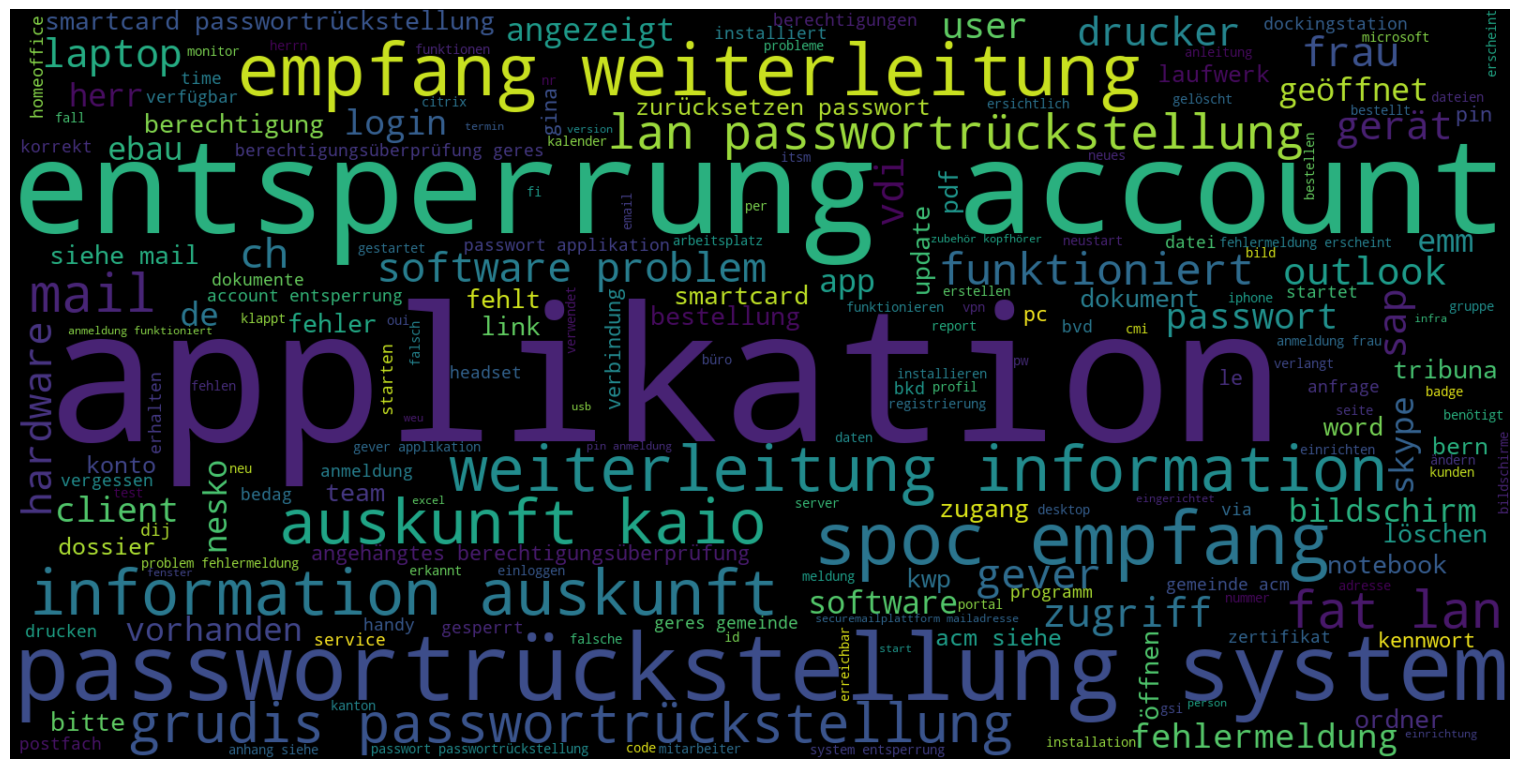 smartcard passwortrückstellung
angezeigt
installiert
berechtigungen
user
drucker
dockingstation
microsoft
erscheint
homeoffice
laptop
monitor
herrn
funktionen
empfang weiterleitung
probleme
frau
anleitung
laufwerk
time
verfügbar
herr
fall
citrix
nr
gina
zurücksetzen passwort
ersichtlich
gelöscht
geöffnet
bestellt
dateien
pin
berechtigung
login
termin
version
kalender
lan passwortrückstellung
gerät
korrekt
ebau
berechtigungsüberprüfung geres
itsm
neues
bestellen
entsperrung account
fi
email
per
vdi
pdf
siehe mail
ch
gestartet
passwort applikation
arbeitsplatz
update
zubehör kopfhörer
neustart
datei
fehlermeldung erscheint
bild
emm
mail
dokumente
software problem
app
funktioniert
outlook
account entsperrung
fehlt
smartcard
funktionieren
erstellen
dokument
iphone
startet
gruppe
de
klappt
fehler
oui
link
verbindung
bestellung
verwendet
vpn
report
pc
bvd
cmi
passwort
infra
sap
hardware
anmeldung funktioniert
falsch
starten
applikation
büro
headset
installieren
bkd
profil
registrierung
pw
anmeldung frau
verlangt
le
anfrage
tribuna
badge
fehlen
erhalten
weu
usb
seite
benötigt
word
skype
gever applikation
pin anmeldung
daten
einrichten
bern
ändern
kunden
bildschirme
konto
vergessen
nesko
neu
anmeldung
weiterleitung information
test
bedag
team
excel
server
eingerichtet
client
dij
auskunft kaio
zugang
desktop
via
bildschirm
löschen
dossier
spoc empfang
problem fehlermeldung
angehängtes berechtigungsüberprüfung
fenster
erkannt
einloggen
meldung
kwp
gever
programm
gemeinde acm
adresse
notebook
information auskunft
software
portal
zugriff
nummer
fat lan
drucken
vorhanden
service
handy
gesperrt
falsche
geres gemeinde
id
securemailplattform mailadresse
erreichbar
acm siehe
zertifikat
kennwort
start
öffnen
passwortrückstellung system
kanton
gsi
person
bitte
grudis passwortrückstellung
ordner
einrichtung
postfach
anhang siehe
passwort passwortrückstellung
code
mitarbeiter
system entsperrung
installation
fehlermeldung